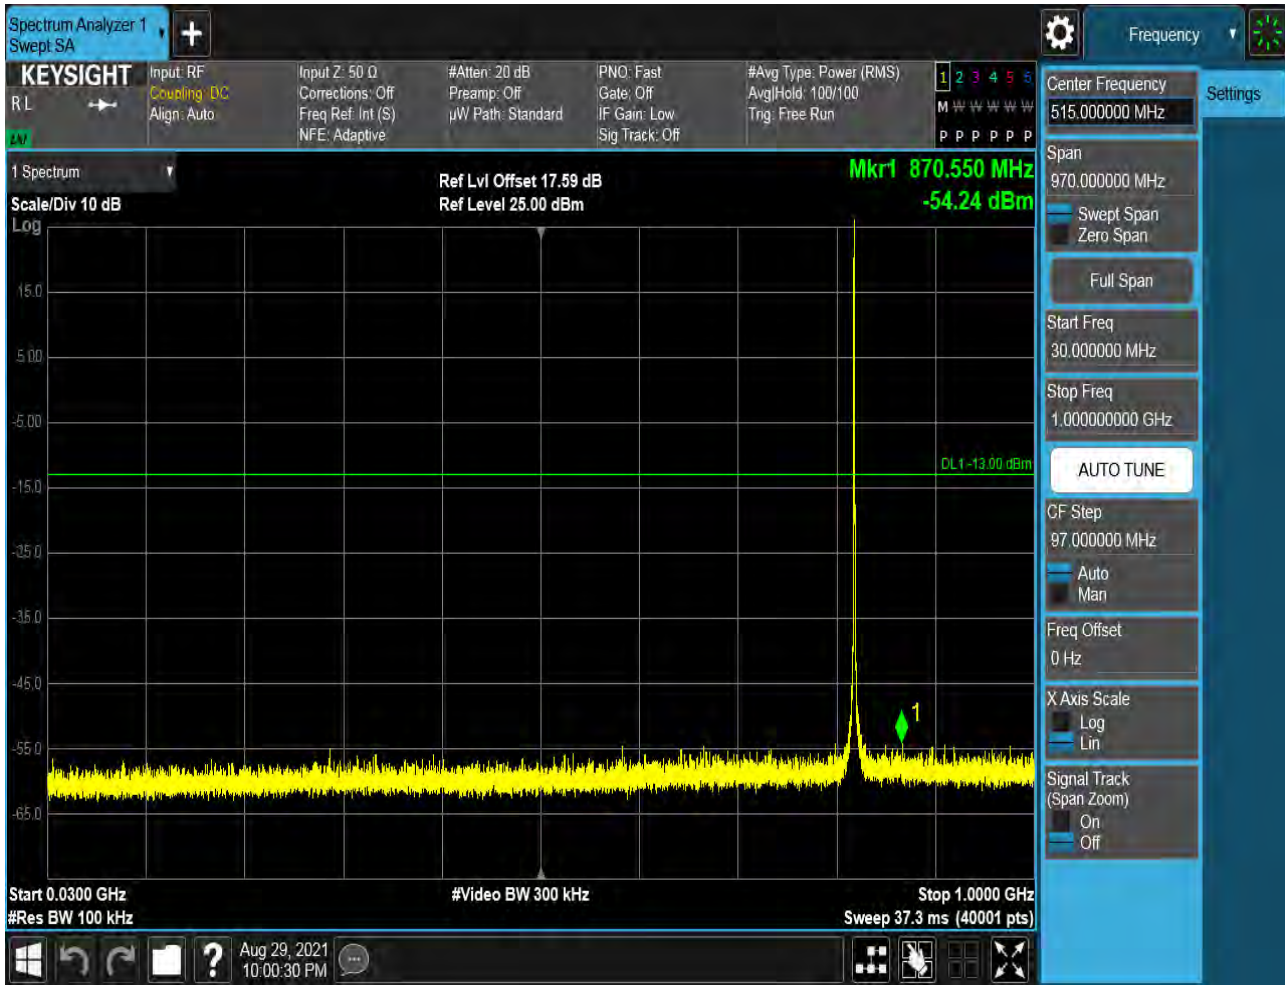 Spectrum Analyzer 1
Swept SA
Frequency
KEYSIGHT
R L
LNI
Input: RF
Coupling: DC
Align: Auto
Input Z: 50 Ω
Corrections: Off
Freq Ref: Int (S)
NFE: Adaptive
#Atten: 20 dB
Preamp: Off
µW Path: Standard
PNO: Fast
Gate: Off
IF Gain: Low
Sig Track: Off
#Avg Type: Power (RMS)
Avg|Hold: 100/100
Trig: Free Run
1 2 3 4 5 6
M W W W W W
P P P P P P
1 Spectrum
Scale/Div 10 dB
Log
Ref Lvl Offset 17.59 dB
Ref Level 25.00 dBm
Mkr1 870.550 MHz
-54.24 dBm
15.0
5.00
-5.00
-15.0
-25.0
-35.0
-45.0
-55.0
-65.0
DL1 -13.00 dBm
1
Start 0.0300 GHz
#Res BW 100 kHz
#Video BW 300 kHz
Stop 1.0000 GHz
Sweep 37.3 ms (40001 pts)
Center Frequency
515.000000 MHz
Settings
Span
970.000000 MHz
Swept Span
Zero Span
Full Span
Start Freq
30.000000 MHz
Stop Freq
1.000000000 GHz
AUTO TUNE
CF Step
97.000000 MHz
Auto
Man
Freq Offset
0 Hz
X Axis Scale
Log
Lin
Signal Track
(Span Zoom)
On
Off
?
Aug 29, 2021
10:00:30 PM